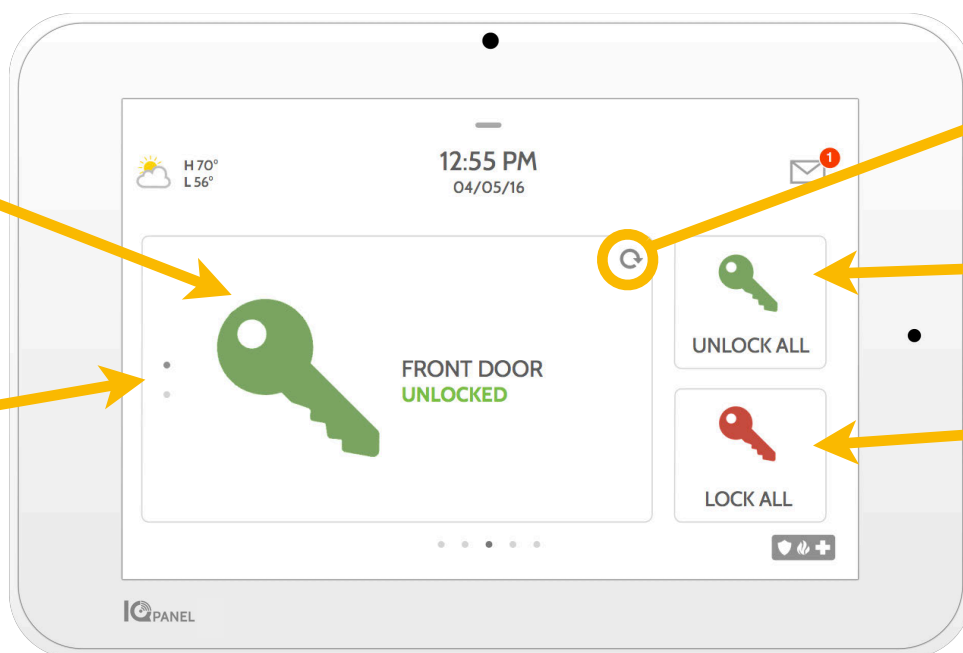 H 70°
L 56°
12:55 PM
04/05/16
1
FRONT DOOR
UNLOCKED
UNLOCK ALL
LOCK ALL
IQ PANEL